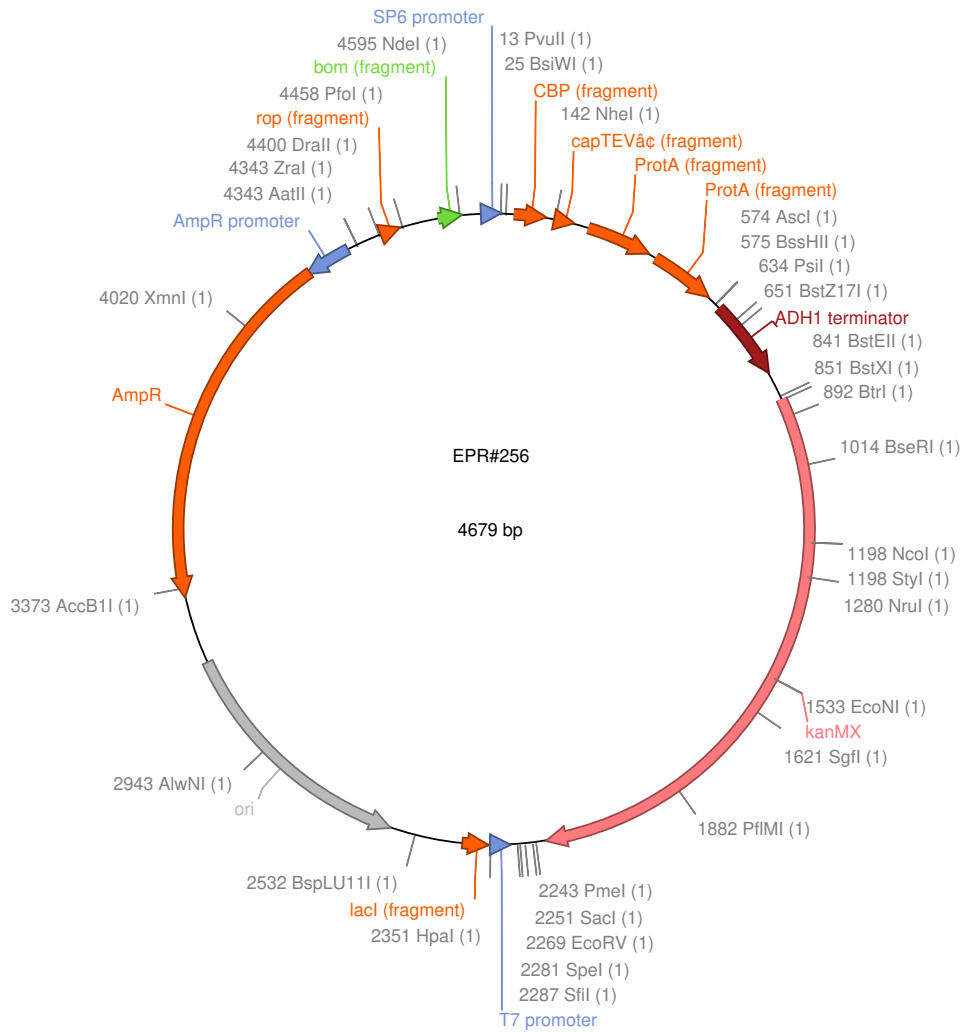 SP6 promoter
4595 NdeI (1)
bom (fragment)
4458 PfoI (1)
rop (fragment)
4400 DraII (1)
4343 ZraI (1)
4343 AatII (1)
AmpR promoter
4020 XmnI (1)
AmpR
3373 AccB1I (1)
2943 AlwNI (1)
ori
2532 BspLU11I (1)
lacI (fragment)
2351 HpaI (1)
13 PvuII (1)
25 BsiWI (1)
CBP (fragment)
142 NheI (1)
capTEVâ¢ (fragment)
ProtA (fragment)
ProtA (fragment)
574 AscI (1)
575 BssHII (1)
634 PsiI (1)
651 BstZ17I (1)
ADH1 terminator
841 BstEII (1)
851 BstXI (1)
892 BtrI (1)
1014 BseRI (1)
1198 NcoI (1)
1198 StyI (1)
1280 NruI (1)
1533 EcoNI (1)
kanMX
1621 SgfI (1)
1882 PflMI (1)
2243 PmeI (1)
2251 SacI (1)
2269 EcoRV (1)
2281 SpeI (1)
2287 SfiI (1)
T7 promoter
EPR#256
4679 bp